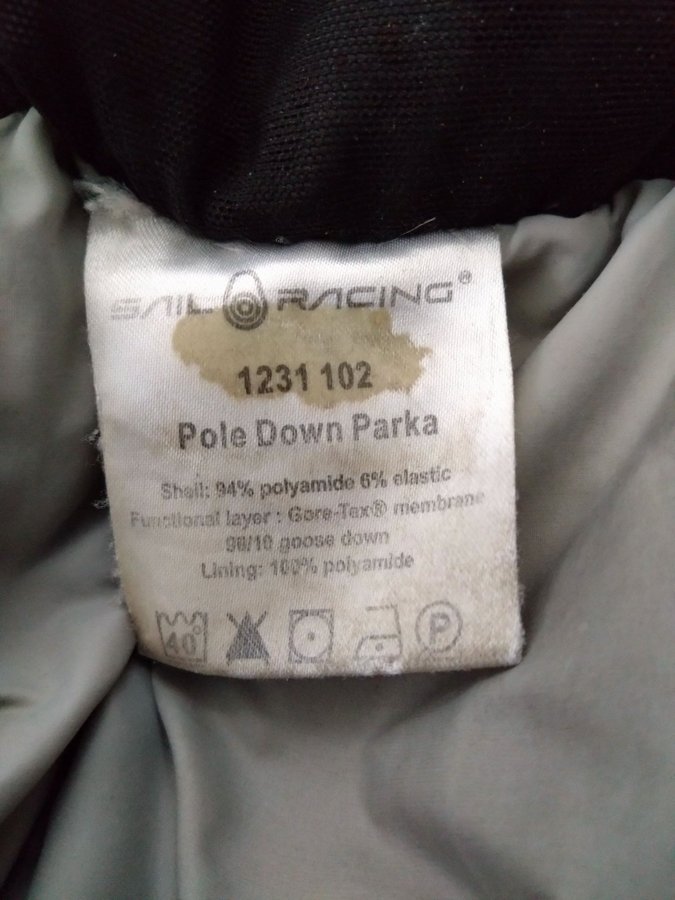 SAIL RACING®
1231 102
Pole Down Parka
Shell: 94% polyamide 6% elastic
Functional layer : Gore-Tex® membrane
90/10 goose down
Lining: 100% polyamide
40° P